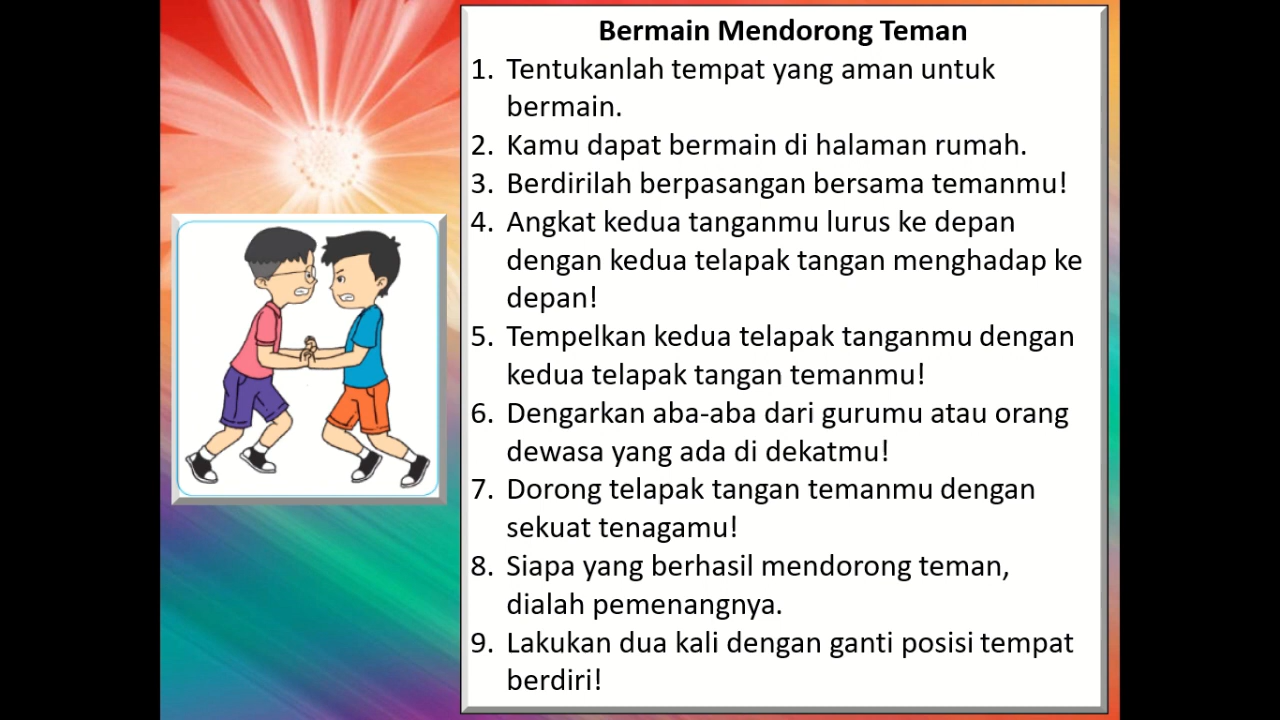 Bermain Mendorong Teman
1. Tentukanlah tempat yang aman untuk
bermain.
2. Kamu dapat bermain di halaman rumah.
3. Berdirilah berpasangan bersama temanmu!
4. Angkat kedua tanganmu lurus ke depan
dengan kedua telapak tangan menghadap ke
depan!
5. Tempelkan kedua telapak tanganmu dengan
kedua telapak tangan temanmu!
6. Dengarkan aba-aba dari gurumu atau orang
dewasa yang ada di dekatmu!
7. Dorong telapak tangan temanmu dengan
sekuat tenagamu!
8. Siapa yang berhasil mendorong teman,
dialah pemenangnya.
9. Lakukan dua kali dengan ganti posisi tempat
berdiri!